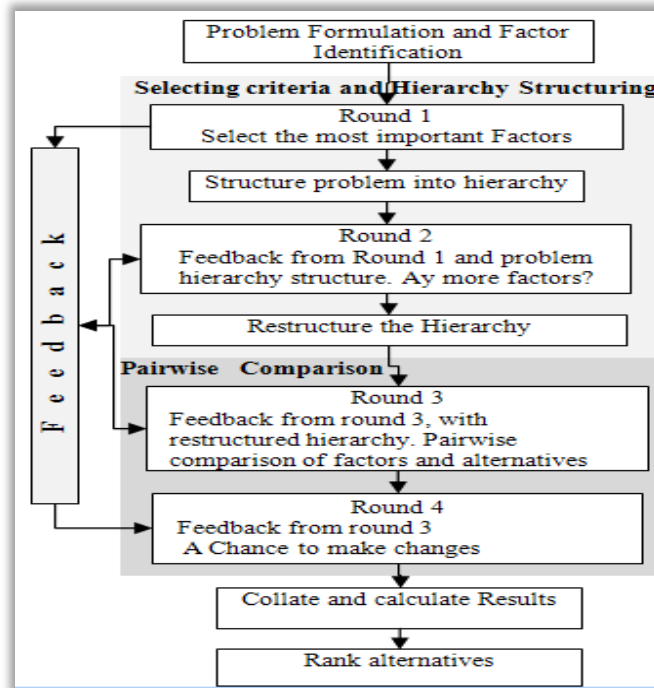 Problem Formulation and Factor
Identification
Selecting criteria and Hierarchy Structuring
Round 1
Select the most important Factors
Structure problem into hierarchy
Round 2
Feedback from Round 1 and problem
hierarchy structure. Ay more factors?
Restructure the Hierarchy
Feedback
Pairwise Comparison
Round 3
Feedback from round 3, with
restructured hierarchy. Pairwise
comparison of factors and alternatives
Round 4
Feedback from round 3
A Chance to make changes
Collate and calculate Results
Rank alternatives